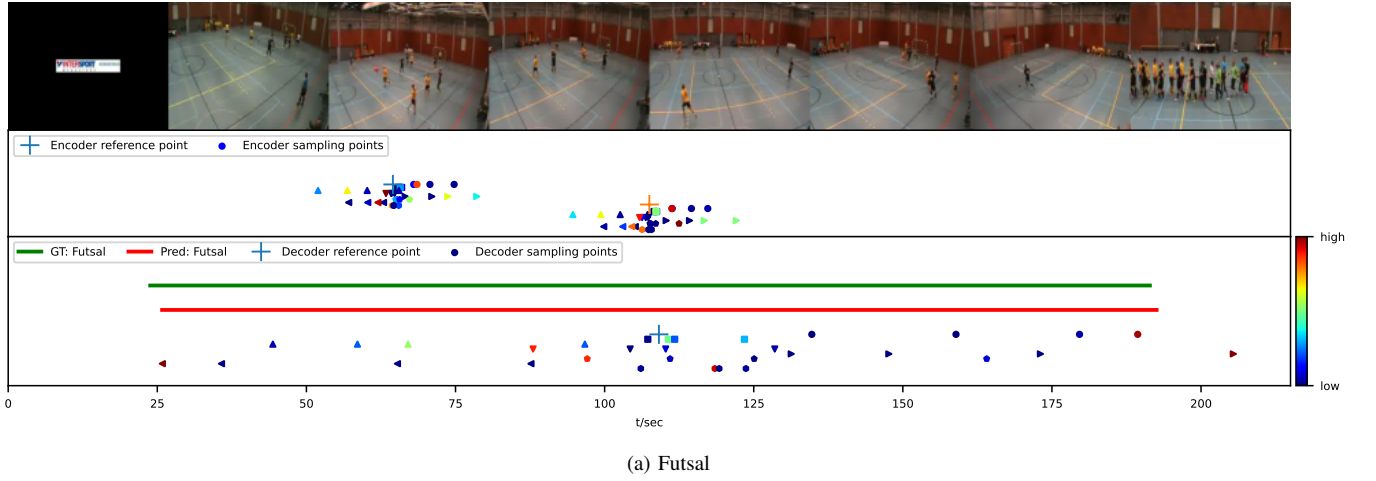 INTERSPORT
Encoder reference point Encoder sampling points
GT: Futsal Pred: Futsal Decoder reference point Decoder sampling points
high
low
0 25 50 75 100 125 150 175 200
t/sec
(a) Futsal